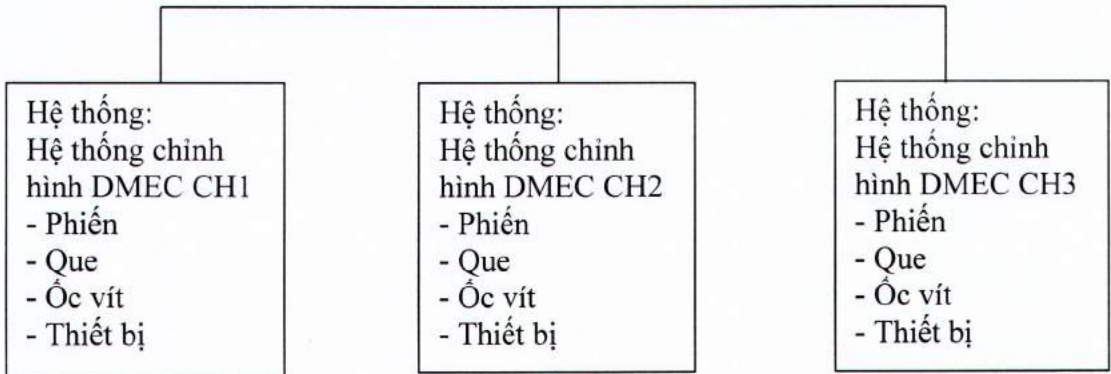 Hệ thống:
Hệ thống chỉnh
hình DMEC CH1
- Phiến
- Que
- Ốc vít
- Thiết bị
Hệ thống:
Hệ thống chỉnh
hình DMEC CH2
- Phiến
- Que
- Ốc vít
- Thiết bị
Hệ thống:
Hệ thống chỉnh
hình DMEC CH3
- Phiến
- Que
- Ốc vít
- Thiết bị